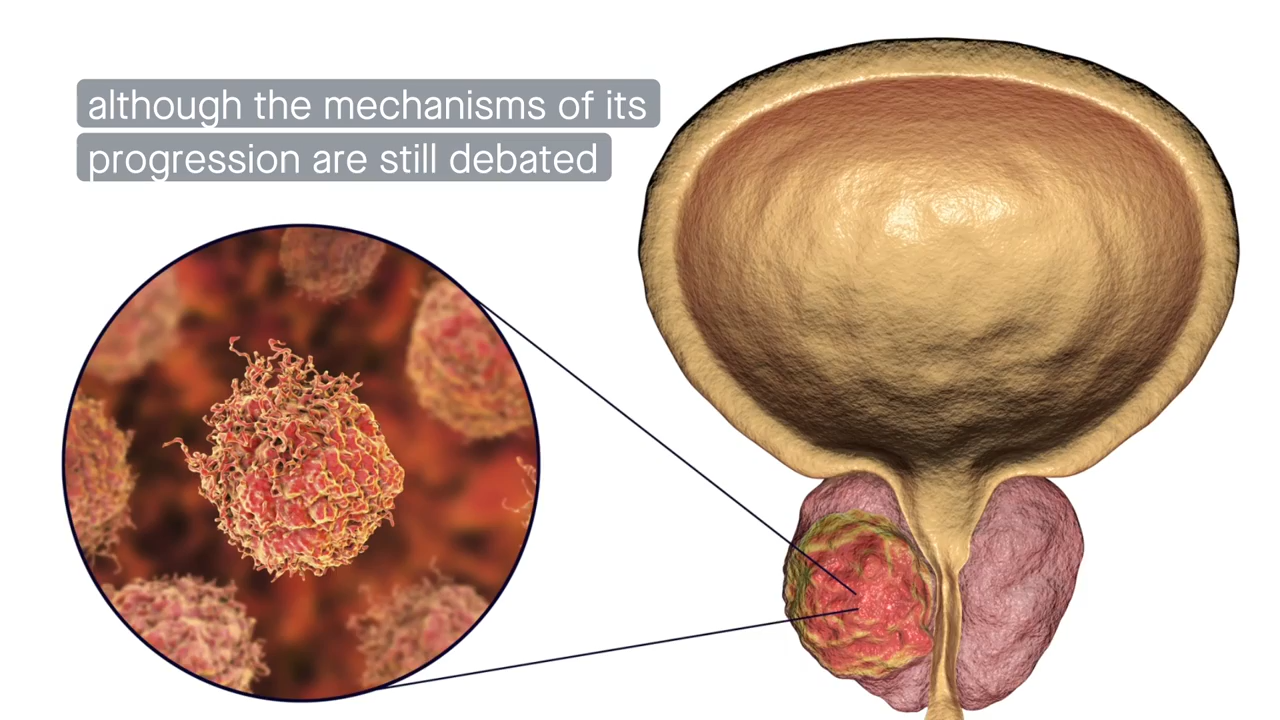 although the mechanisms of its
progression are still debated